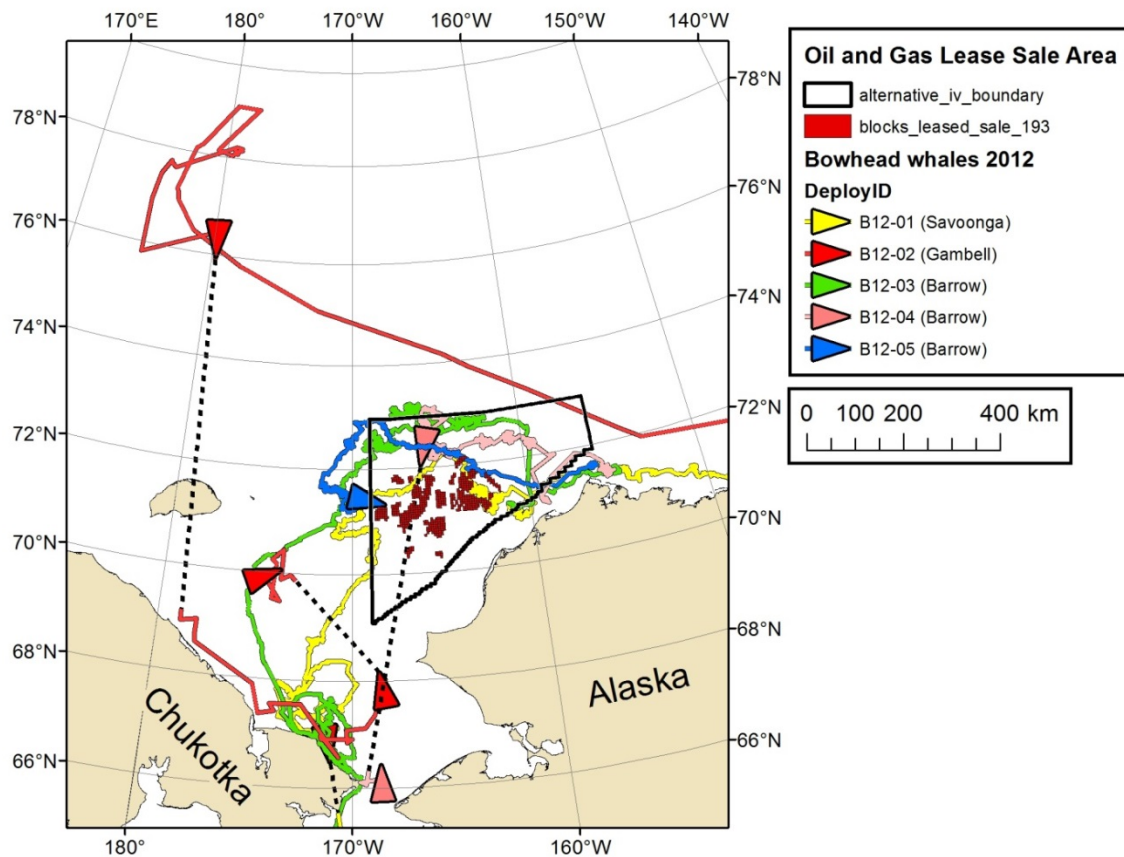 170°E 180° 170°W 160°W 150°W 140°W
78°N
76°N
74°N
72°N
70°N
68°N
66°N
78°N
76°N
74°N
72°N
70°N
68°N
66°N
Chukotka
Alaska
180° 170°W 160°W
Oil and Gas Lease Sale Area
alternative_iv_boundary
blocks_leased_sale_193
Bowhead whales 2012
DeployID
B12-01 (Savoonga)
B12-02 (Gambell)
B12-03 (Barrow)
B12-04 (Barrow)
B12-05 (Barrow)
0 100 200 400 km